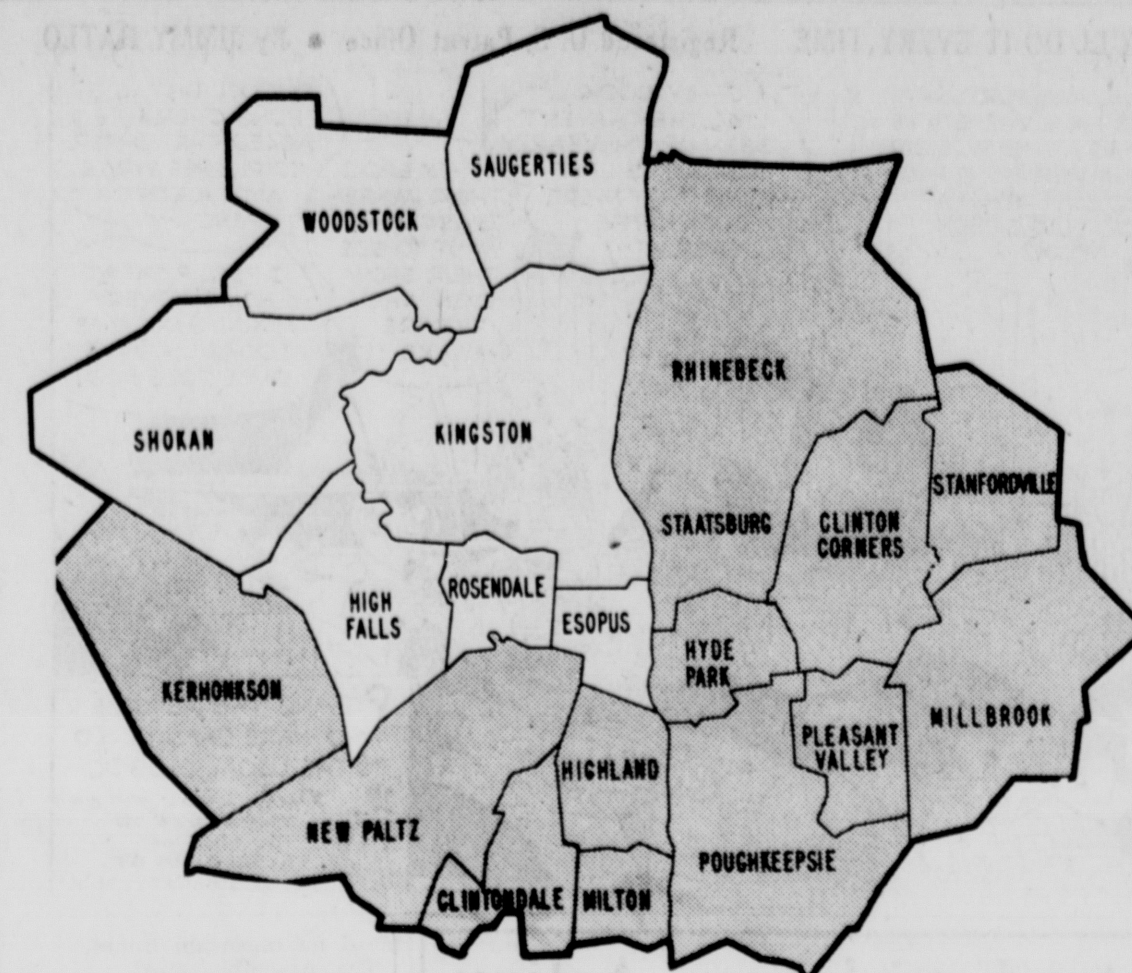 SAUGERTIES
WOODSTOCK
RHINEBECK
SHOKAN
KINGSTON
STANFORDVILLE
STAATSBURG
CLINTON
CORNERS
ROSENDALE
HIGH
FALLS
ESOPUS
HYDE
PARK
KERHONKSON
MILLBROOK
PLEASANT
VALLEY
HIGHLAND
NEW PALTZ
POUGHKEEPSIE
CLINTONDALE
MILTON